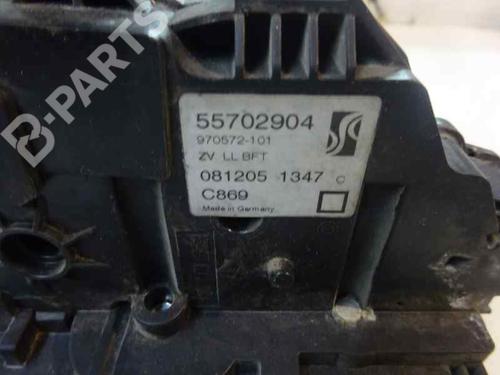 B-PARTS
55702904
970572-101
ZV LL BFT
081205 1347 C
C869
Made in Germany